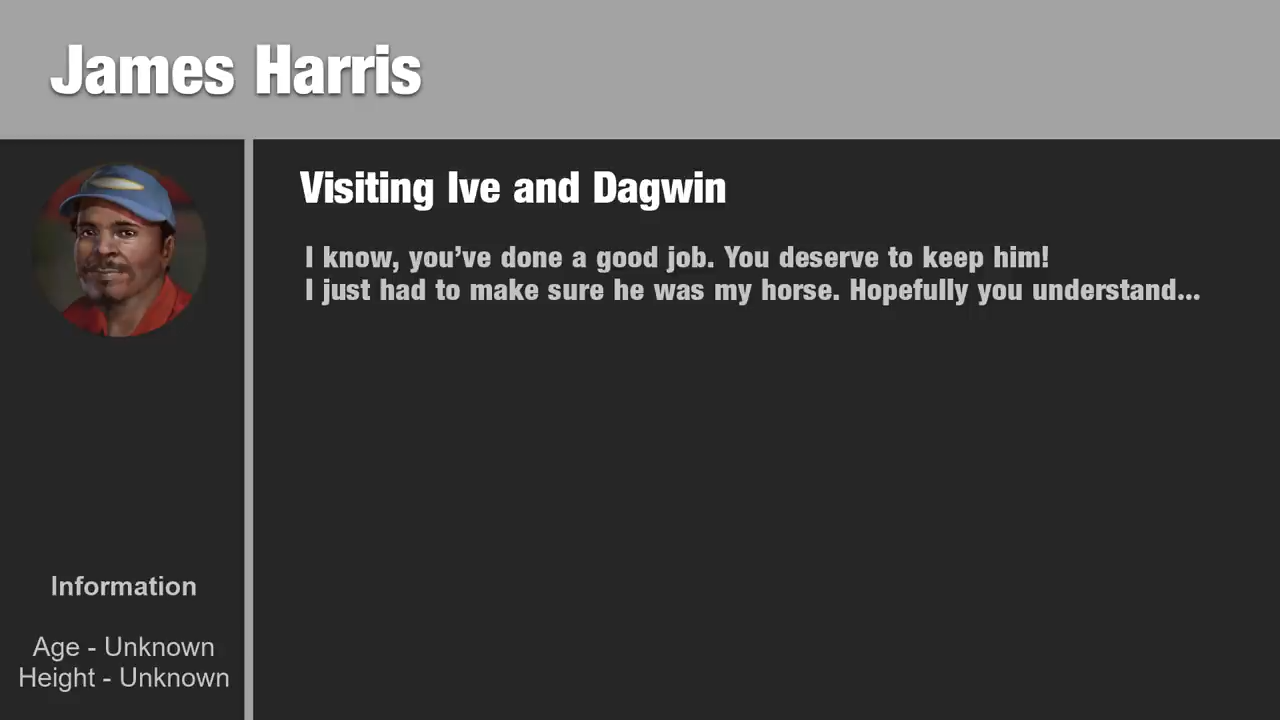 James Harris
Visiting Ive and Dagwin
I know, you’ve done a good job. You deserve to keep him!
I just had to make sure he was my horse. Hopefully you understand...
Information
Age - Unknown
Height - Unknown